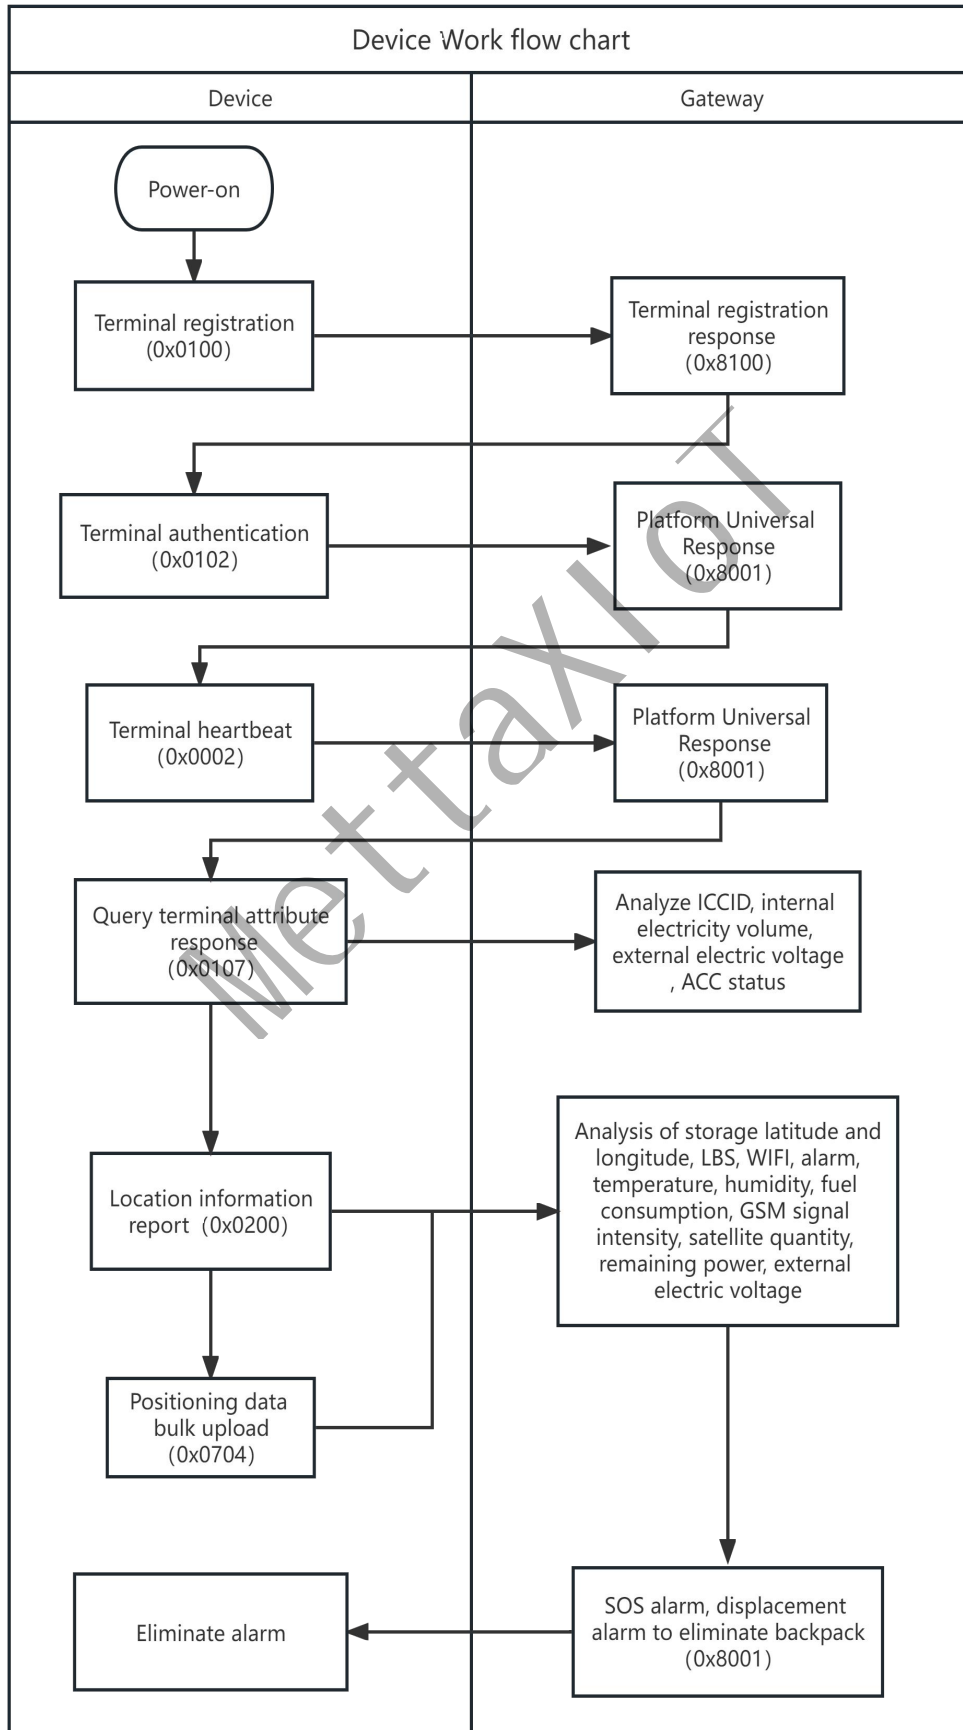 Device Work flow chart
Device
Gateway
Power-on
Terminal registration
(0x0100)
Terminal registration
response
(0x8100)
Terminal authentication
(0x0102)
Platform Universal
Response
(0x8001)
Terminal heartbeat
(0x0002)
Platform Universal
Response
(0x8001)
Query terminal attribute
response
(0x0107)
Analyze ICCID, internal
electricity volume,
external electric voltage
, ACC status
Location information
report (0x0200)
Analysis of storage latitude and
longitude, LBS, WIFI, alarm,
temperature, humidity, fuel
consumption, GSM signal
intensity, satellite quantity,
remaining power, external
electric voltage
Positioning data
bulk upload
(0x0704)
Eliminate alarm
SOS alarm, displacement
alarm to eliminate backpack
(0x8001)
MettaXIoT